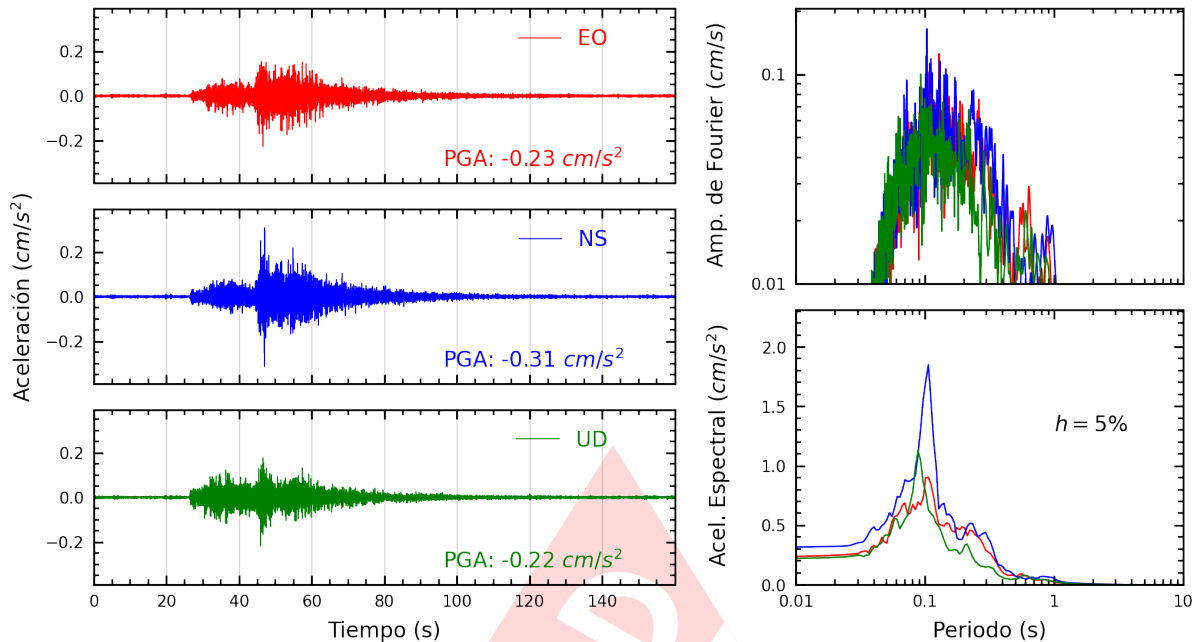 Aceleración (cm/s²)
0.2
0.0
−0.2
EO
PGA: -0.23 cm/s²
0.2
0.0
−0.2
NS
PGA: -0.31 cm/s²
0.2
0.0
−0.2
UD
PGA: -0.22 cm/s²
0 20 40 60 80 100 120 140
Tiempo (s)
Amp. de Fourier (cm/s)
0.1
0.01
Acel. Espectral (cm/s²)
2.0
1.5
1.0
0.5
0.0
h = 5%
0.01 0.1 1 10
Periodo (s)